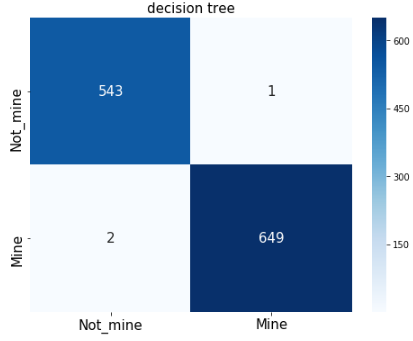 decision tree
Not_mine
543
1
Mine
2
649
Not_mine
Mine
600
450
300
150